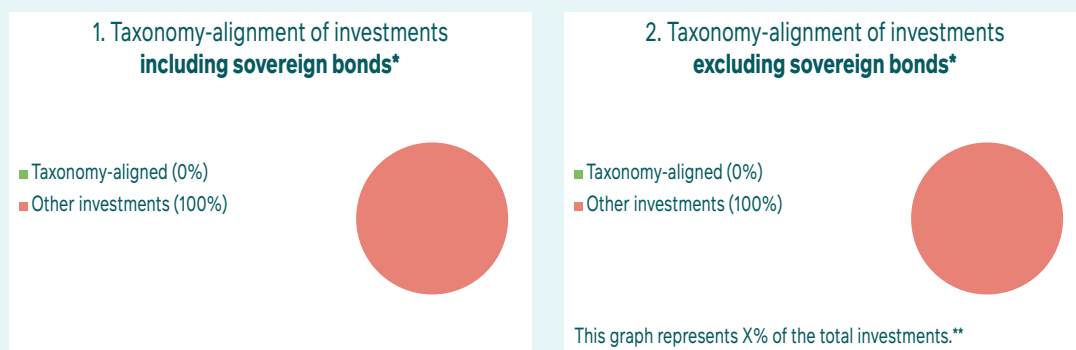 1. Taxonomy-alignment of investments
including sovereign bonds*
Taxonomy-aligned (0%)
Other investments (100%)
2. Taxonomy-alignment of investments
excluding sovereign bonds*
Taxonomy-aligned (0%)
Other investments (100%)
This graph represents X% of the total investments.**